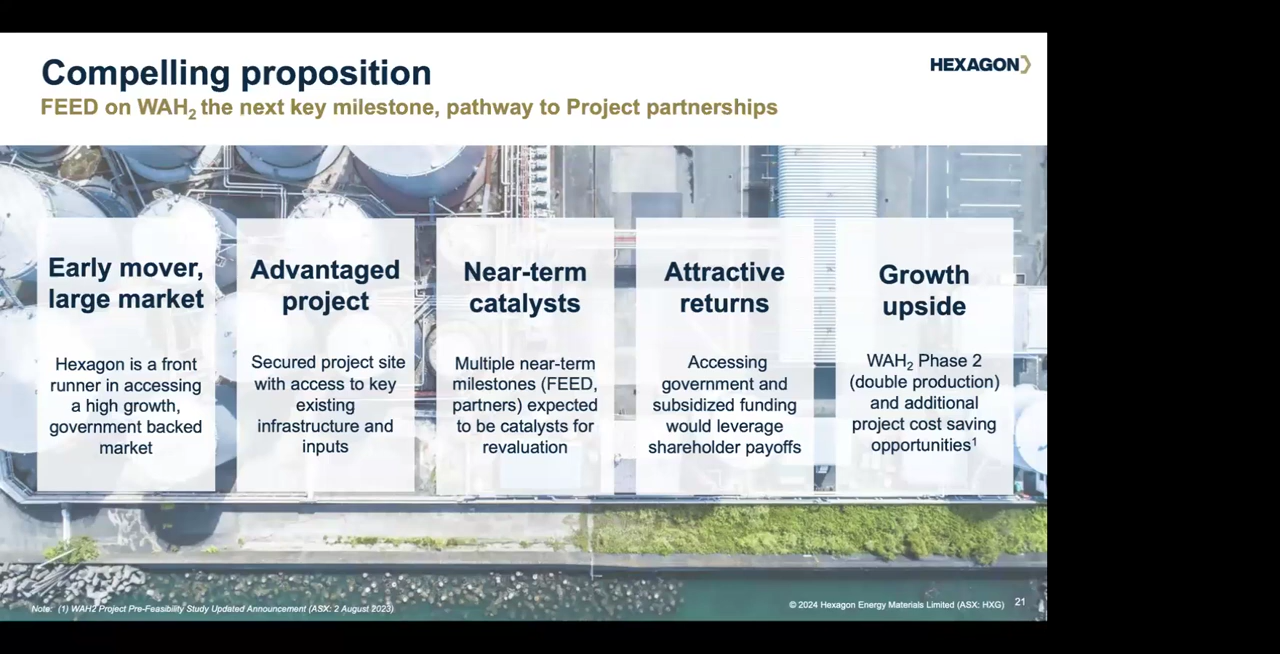 Compelling proposition
HEXAGON
FEED on WAH₂ the next key milestone, pathway to Project partnerships
Early mover,
large market
Hexagon is a front
runner in accessing
a high growth,
government backed
market
Advantaged
project
Secured project site
with access to key
existing
infrastructure and
inputs
Near-term
catalysts
Multiple near-term
milestones (FEED,
partners) expected
to be catalysts for
revaluation
Attractive
returns
Accessing
government and
subsidized funding
would leverage
shareholder payoffs
Growth
upside
WAH₂ Phase 2
(double production)
and additional
project cost saving
opportunities¹
Note: (1) WAH2 Project Pre-Feasibility Study Updated Announcement (ASX: 2 August 2023)
© 2024 Hexagon Energy Materials Limited (ASX: HXG) 21